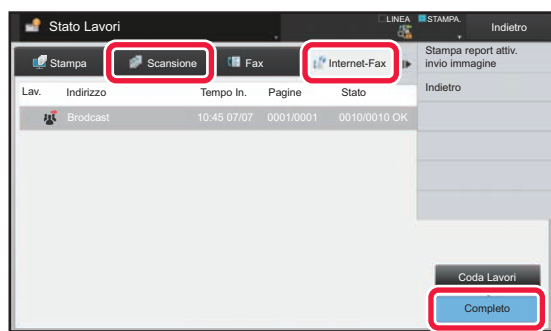 Stato Lavori
LINEA
STAMPA.
Indietro
Stampa
Scansione
Fax
Internet-Fax
Stampa report attiv.
invio immagine
Indietro
Lav. Indirizzo Tempo In. Pagine Stato
Brodcast 10:45 07/07 0001/0001 0010/0010 OK
Coda Lavori
Completo